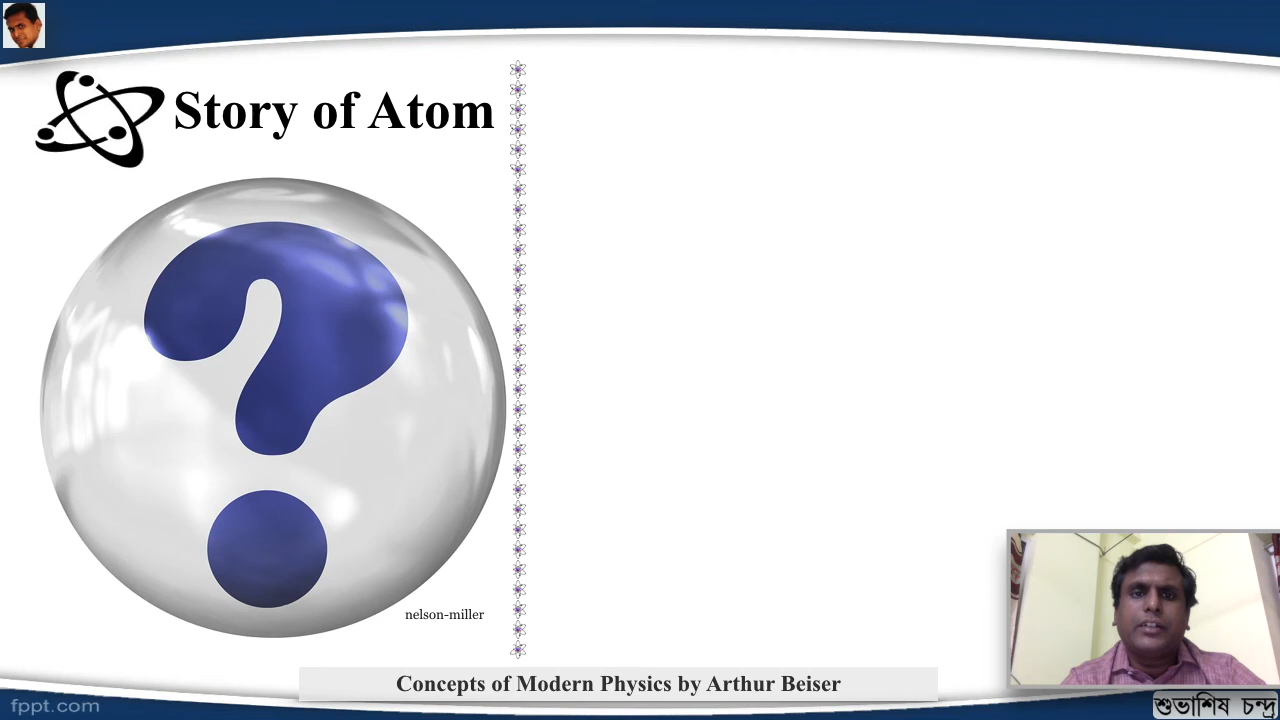 Story of Atom
nelson-miller
Concepts of Modern Physics by Arthur Beiser
fppt.com
শুভাশিষ চন্দ্র